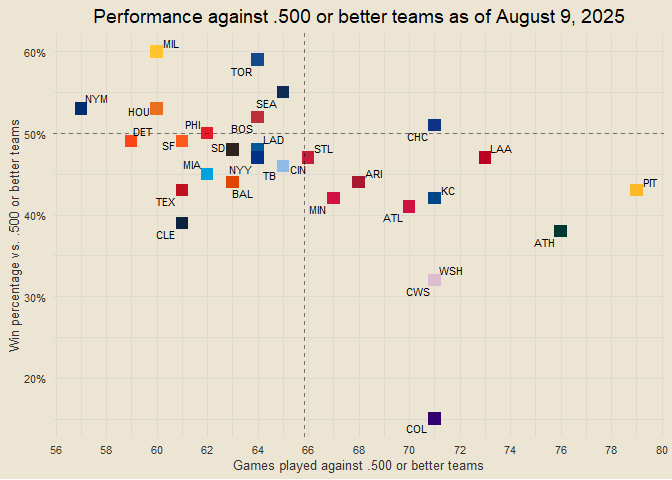 Performance against .500 or better teams as of August 9, 2025
Win percentage vs. .500 or better teams
60%
50%
40%
30%
20%
MIL
TOR
NYM
SEA
HOU
BOS
PHI
CHC
DET
SF
SD
LAD
STL
LAA
MIA
NYY
TB
CIN
BAL
ARI
TEX
MIN
KC
PIT
ATL
CLE
ATH
WSH
CWS
COL
56 58 60 62 64 66 68 70 72 74 76 78 80
Games played against .500 or better teams